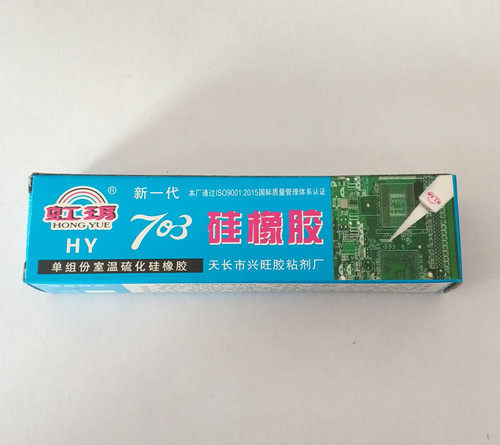 虹玥®
HONG YUE
HY
单组份室温硫化硅橡胶
新一代
本厂通过ISO9001:2015国际质量管理体系认证
703 硅橡胶
天长市兴旺胶粘剂厂